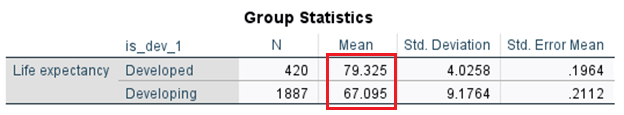 Group Statistics
is_dev_1 N Mean Std. Deviation Std. Error Mean
Life expectancy Developed 420 79.325 4.0258 .1964
Developing 1887 67.095 9.1764 .2112